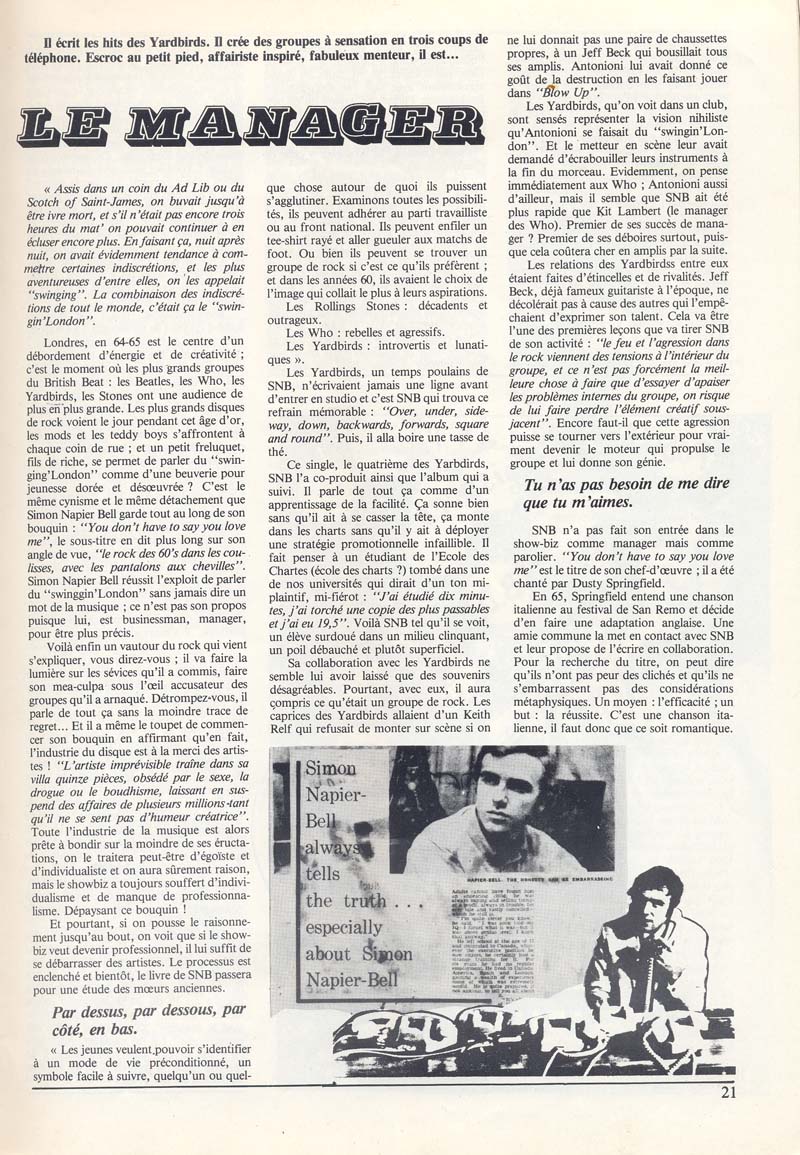 Il écrit les hits des Yardbirds. Il crée des groupes à sensation en trois coups de
téléphone. Escroc au petit pied, affairiste inspiré, fabuleux menteur, il est...
LE MANAGER
« Assis dans un coin du Ad Lib ou du
Scotch of Saint-James, on buvait jusqu'à
être ivre mort, et s'il n'était pas encore trois
heures du mat' on pouvait continuer à en
écluser encore plus. En faisant ça, nuit après
nuit, on avait évidemment tendance à com-
mettre certaines indiscrétions, et les plus
aventureuses d'entre elles, on les appelait
"swinging". La combinaison des indiscré-
tions de tout le monde, c'était ça le "swin-
gin'London".
Londres, en 64-65 est le centre d'un
débordement d'énergie et de créativité ;
c'est le moment où les plus grands groupes
du British Beat : les Beatles, les Who, les
Yardbirds, les Stones ont une audience de
plus en plus grande. Les plus grands disques
de rock voient le jour pendant cet âge d'or,
les mods et les teddy boys s'affrontent à
chaque coin de rue ; et un petit freluquet,
fils de riche, se permet de parler du "swin-
ging'London" comme d'une beuverie pour
jeunesse dorée et désœuvrée ? C'est le
même cynisme et le même détachement que
Simon Napier Bell garde tout au long de son
bouquin : "You don't have to say you love
me", le sous-titre en dit plus long sur son
angle de vue, "le rock des 60's dans les cou-
lisses, avec les pantalons aux chevilles".
Simon Napier Bell réussit l'exploit de parler
du "swinggin'London" sans jamais dire un
mot de la musique ; ce n'est pas son propos
puisque lui, est businessman, manager,
pour être plus précis.
Voilà enfin un vautour du rock qui vient
s'expliquer, vous direz-vous ; il va faire la
lumière sur les sévices qu'il a commis, faire
son mea-culpa sous l'œil accusateur des
groupes qu'il a arnaqué. Détrompez-vous, il
parle de tout ça sans la moindre trace de
regret... Et il a même le toupet de commen-
cer son bouquin en affirmant qu'en fait,
l'industrie du disque est à la merci des artis-
tes ! "L'artiste imprévisible traîne dans sa
villa quinze pièces, obsédé par le sexe, la
drogue ou le boudhisme, laissant en sus-
pend des affaires de plusieurs millions tant
qu'il ne se sent pas d'humeur créatrice".
Toute l'industrie de la musique est alors
prête à bondir sur la moindre de ses éructa-
tions, on le traitera peut-être d'égoïste et
d'individualiste et on aura sûrement raison,
mais le showbiz a toujours souffert d'indivi-
dualisme et de manque de professionna-
lisme. Dépaysant ce bouquin !
Et pourtant, si on pousse le raisonne-
ment jusqu'au bout, on voit que si le show-
biz veut devenir professionnel, il lui suffit de
se débarrasser des artistes. Le processus est
enclenché et bientôt, le livre de SNB passera
pour une étude des mœurs anciennes.
Par dessus, par dessous, par
côté, en bas.
« Les jeunes veulent pouvoir s'identifier
à un mode de vie préconditionné, un
symbole facile à suivre, quelqu'un ou quel-
que chose autour de quoi ils puissent
s'agglutiner. Examinons toutes les possibili-
tés, ils peuvent adhérer au parti travailliste
ou au front national. Ils peuvent enfiler un
tee-shirt rayé et aller gueuler aux matchs de
foot. Ou bien ils peuvent se trouver un
groupe de rock si c'est ce qu'ils préfèrent ;
et dans les années 60, ils avaient le choix de
l'image qui collait le plus à leurs aspirations.
Les Rollings Stones : décadents et
outrageux.
Les Who : rebelles et agressifs.
Les Yardbirds : introvertis et lunati-
ques ».
Les Yardbirds, un temps poulains de
SNB, n'écrivaient jamais une ligne avant
d'entrer en studio et c'est SNB qui trouva ce
refrain mémorable : "Over, under, side-
way, down, backwards, forwards, square
and round". Puis, il alla boire une tasse de
thé.
Ce single, le quatrième des Yarbdirds,
SNB l'a co-produit ainsi que l'album qui a
suivi. Il parle de tout ça comme d'un
apprentissage de la facilité. Ça sonne bien
sans qu'il ait à se casser la tête, ça monte
dans les charts sans qu'il y ait à déployer
une stratégie promotionnelle infaillible. Il
fait penser à un étudiant de l'Ecole des
Chartes (école des charts ?) tombé dans une
de nos universités qui dirait d'un ton mi-
plaintif, mi-fiérot : "J'ai étudié dix minu-
tes, j'ai torché une copie des plus passables
et j'ai eu 19,5". Voilà SNB tel qu'il se voit,
un élève surdoué dans un milieu clinquant,
un poil débauché et plutôt superficiel.
Sa collaboration avec les Yardbirds ne
semble lui avoir laissé que des souvenirs
désagréables. Pourtant, avec eux, il aura
compris ce qu'était un groupe de rock. Les
caprices des Yardbirds allaient d'un Keith
Relf qui refusait de monter sur scène si on
ne lui donnait pas une paire de chaussettes
propres, à un Jeff Beck qui bousillait tous
ses amplis. Antonioni lui avait donné ce
goût de la destruction en les faisant jouer
dans "Blow Up".
Les Yardbirds, qu'on voit dans un club,
sont sensés représenter la vision nihiliste
qu'Antonioni se faisait du "swingin'Lon-
don". Et le metteur en scène leur avait
demandé d'écrabouiller leurs instruments à
la fin du morceau. Evidemment, on pense
immédiatement aux Who ; Antonioni aussi
d'ailleur, mais il semble que SNB ait été
plus rapide que Kit Lambert (le manager
des Who). Premier de ses succès de mana-
ger ? Premier de ses déboires surtout, puis-
que cela coûtera cher en amplis par la suite.
Les relations des Yardbirdss entre eux
étaient faites d'étincelles et de rivalités. Jeff
Beck, déjà fameux guitariste à l'époque, ne
décolérait pas à cause des autres qui l'empê-
chaient d'exprimer son talent. Cela va être
l'une des premières leçons que va tirer SNB
de son activité : "le feu et l'agression dans
le rock viennent des tensions à l'intérieur du
groupe, et ce n'est pas forcément la meil-
leure chose à faire que d'essayer d'apaiser
les problèmes internes du groupe, on risque
de lui faire perdre l'élément créatif sous-
jacent". Encore faut-il que cette agression
puisse se tourner vers l'extérieur pour vrai-
ment devenir le moteur qui propulse le
groupe et lui donne son génie.
Tu n'as pas besoin de me dire
que tu m'aimes.
SNB n'a pas fait son entrée dans le
show-biz comme manager mais comme
parolier. "You don't have to say you love
me" est le titre de son chef-d'œuvre ; il a été
chanté par Dusty Springfield.
En 65, Springfield entend une chanson
italienne au festival de San Remo et décide
d'en faire une adaptation anglaise. Une
amie commune la met en contact avec SNB
et leur propose de l'écrire en collaboration.
Pour la recherche du titre, on peut dire
qu'ils n'ont pas peur des clichés et qu'ils ne
s'embarrassent pas des considérations
métaphysiques. Un moyen : l'efficacité ; un
but : la réussite. C'est une chanson ita-
lienne, il faut donc que ce soit romantique.
Simon
Napier-
Bell
always
tells
the truth . . .
especially
about Simon
Napier-Bell
NAPIER-BELL. THE HONESTY CAN BE EMBARRASSING
21